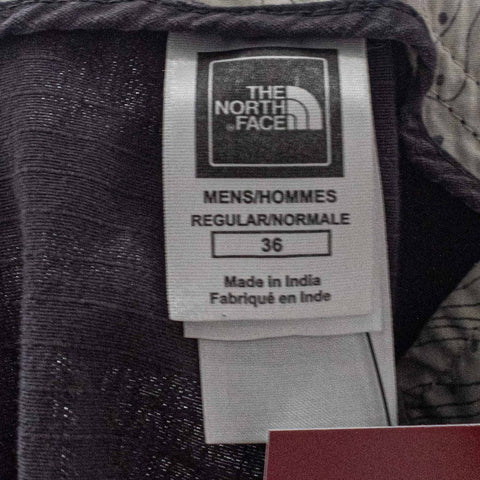 THE
NORTH
FACE
MENS/HOMMES
REGULAR/NORMALE
36
Made in India
Fabriqué en Inde